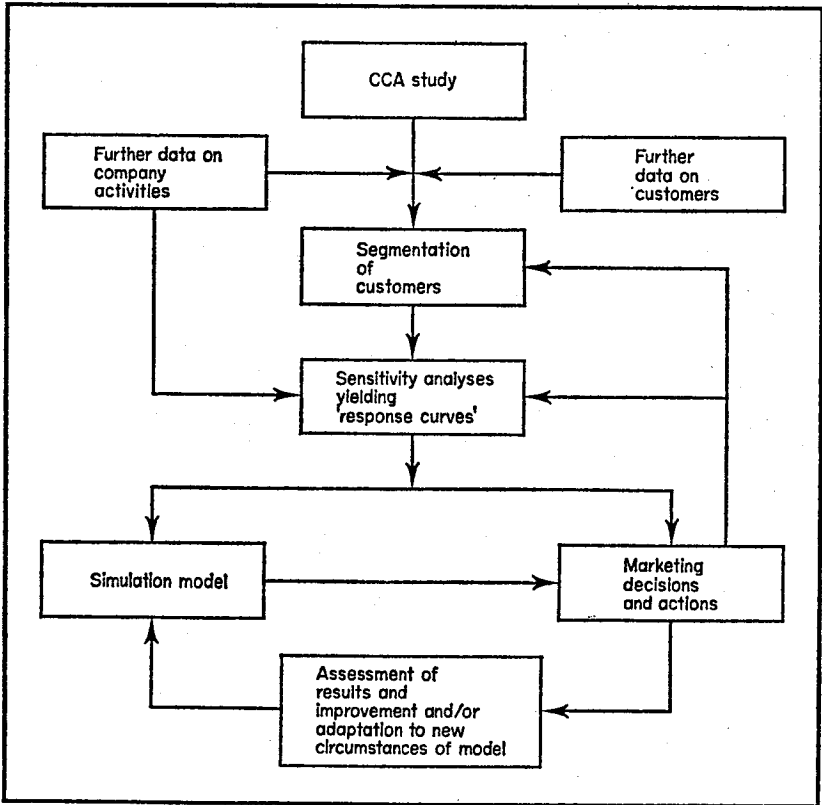 CCA study
Further data on
company
activities
Further
data on
customers
Segmentation
of
customers
Sensitivity analyses
yielding
'response curves'
Simulation model
Marketing
decisions
and actions
Assessment of
results and
improvement and/or
adaptation to new
circumstances of model